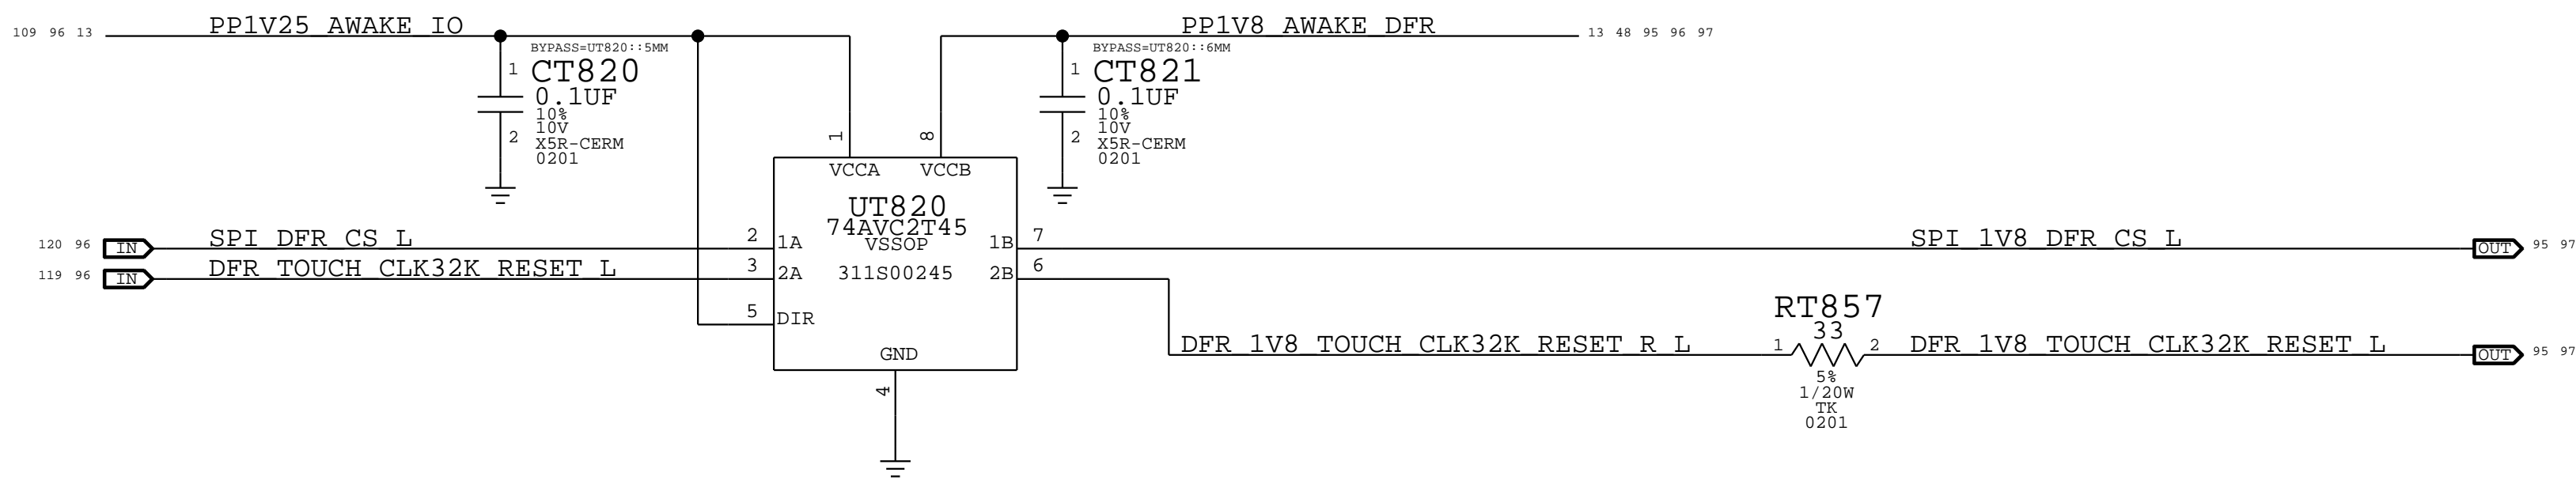 109 96 13
PP1V25_AWAKE_IO
PP1V8_AWAKE_DFR
13 48 95 96 97
BYPASS=UT820::5MM
1
CT820
0.1UF
10%
10V
2
X5R-CERM
0201
BYPASS=UT820::6MM
1
CT821
0.1UF
10%
10V
2
X5R-CERM
0201
1
8
VCCA
VCCB
UT820
74AVC2T45
VSSOP
311S00245
120 96
IN
SPI_DFR_CS_L
2
1A
1B
7
SPI_1V8_DFR_CS_L
OUT
95 97
119 96
IN
DFR_TOUCH_CLK32K_RESET_L
3
2A
2B
6
5
DIR
GND
4
DFR_1V8_TOUCH_CLK32K_RESET_R_L
RT857
33
1
2
5%
1/20W
TK
0201
DFR_1V8_TOUCH_CLK32K_RESET_L
OUT
95 97